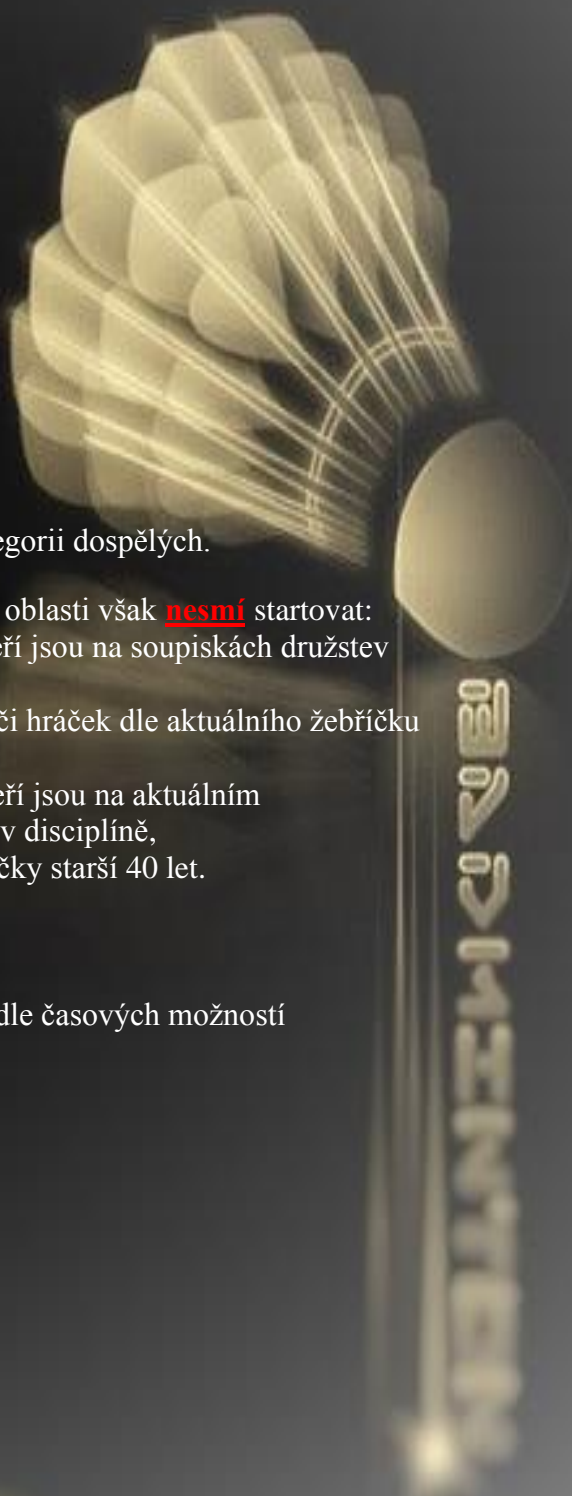 egorii dospělých.
oblasti však nesmí startovat:
eří jsou na soupiskách družstev
či hráček dle aktuálního žebříčku
eří jsou na aktuálním
v disciplíně,
čky starší 40 let.
dle časových možností